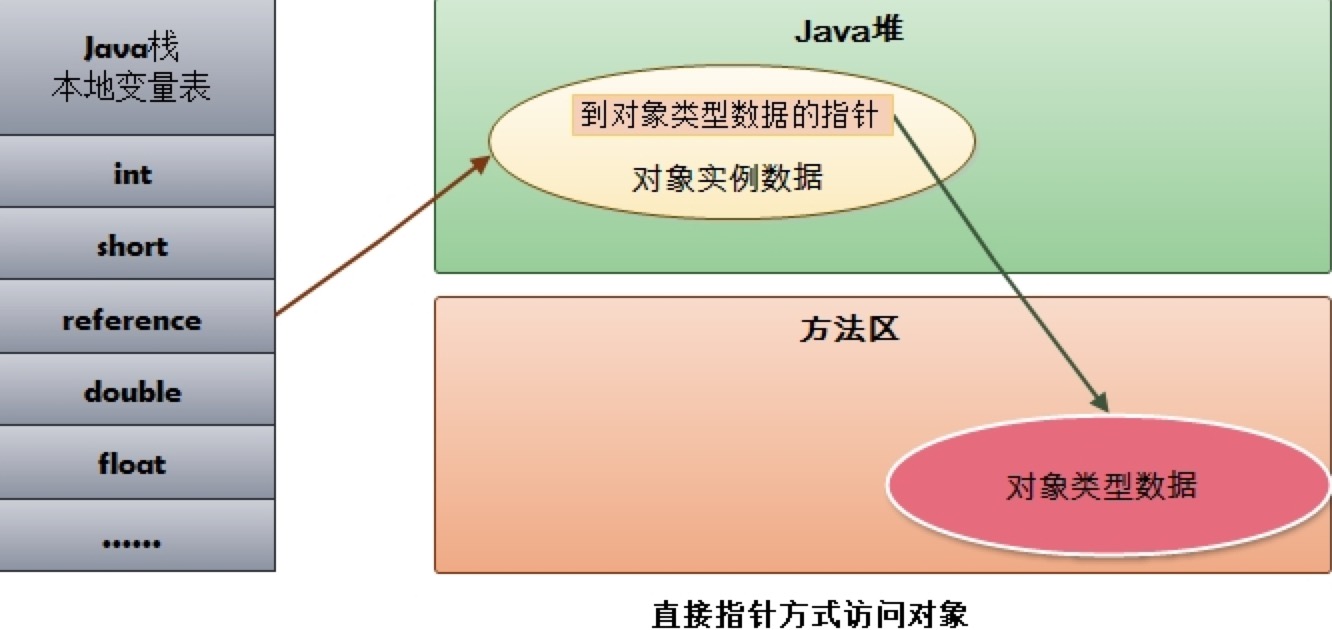 Java栈
本地变量表
int
short
reference
double
float
......
Java堆
到对象类型数据的指针
对象实例数据
方法区
对象类型数据
直接指针方式访问对象